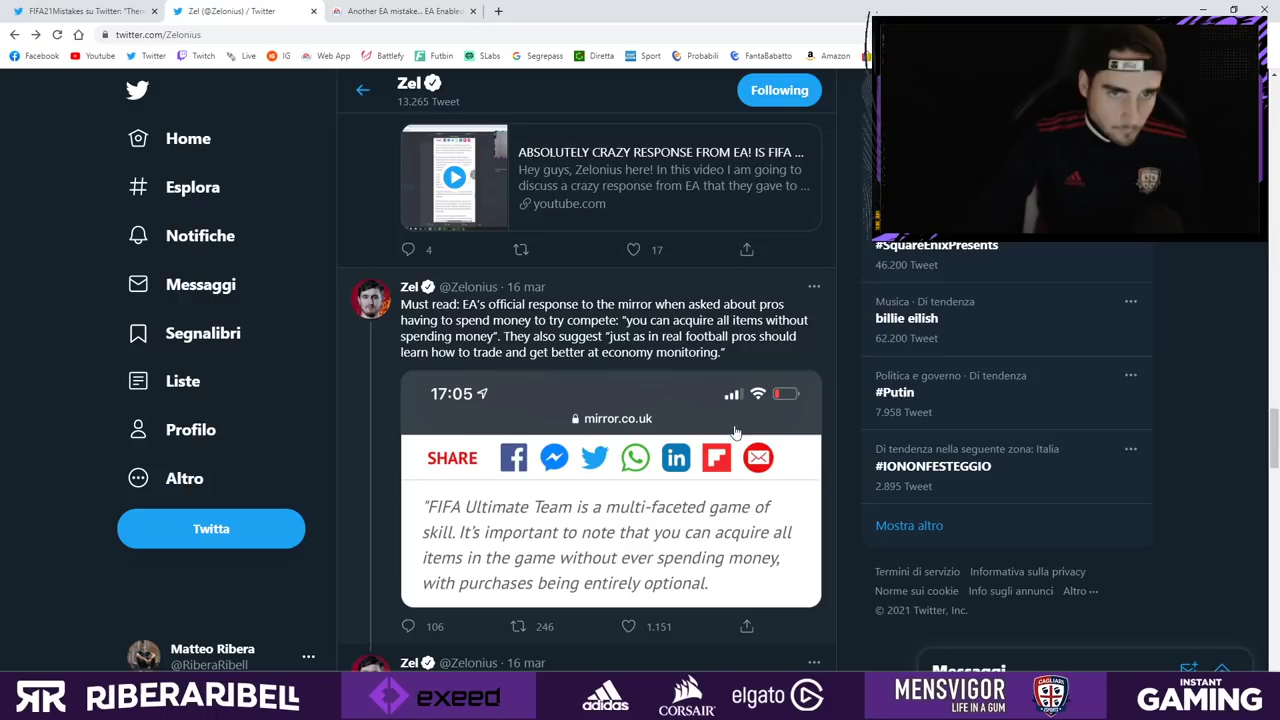 FIFA21Mistakes su Twitter: "The
Zel (@Zelonius) / Twitter
Another EA mistake... EA Enabled
twitter.com/Zelonius
Facebook YouTube Twitter Twitch Live IG Web App Battlefy Futbin SLabs Segrepass Diretta Sport Probabili FantaBabatto Amazon
Zel
13.265 Tweet
Following
Home
Esplora
Notifiche
Messaggi
Segnalibri
Liste
Profilo
Altro
Twitta
Matteo Ribera
@RiberaRibell
ABSOLUTELY CRAZY RESPONSE FROM EA! IS FIFA ...
Hey guys, Zelonius here! In this video I am going to
discuss a crazy response from EA that they gave to ...
youtube.com
4 17
Zel @Zelonius · 16 mar
Must read: EA's official response to the mirror when asked about pros
having to spend money to try compete: "you can acquire all items without
spending money". They also suggest "just as in real football pros should
learn how to trade and get better at economy monitoring."
17:05
mirror.co.uk
SHARE
"FIFA Ultimate Team is a multi-faceted game of
skill. It's important to note that you can acquire all
items in the game without ever spending money,
with purchases being entirely optional.
106 246 1.151
Zel @Zelonius · 16 mar
#SquareEnixPresents
46.200 Tweet
Musica · Di tendenza
billie eilish
62.200 Tweet
Politica e governo · Di tendenza
#Putin
7.958 Tweet
Di tendenza nella seguente zona: Italia
#IONONFESTEGGIO
2.895 Tweet
Mostra altro
Termini di servizio Informativa sulla privacy
Norme sui cookie Info sugli annunci Altro
© 2021 Twitter, Inc.
Messaggi
RIBERARIBELL exeed adidas CORSAIR elgato MENSVIGOR
LIFE IN A GUM
CAGLIARI
INSTANT
GAMING